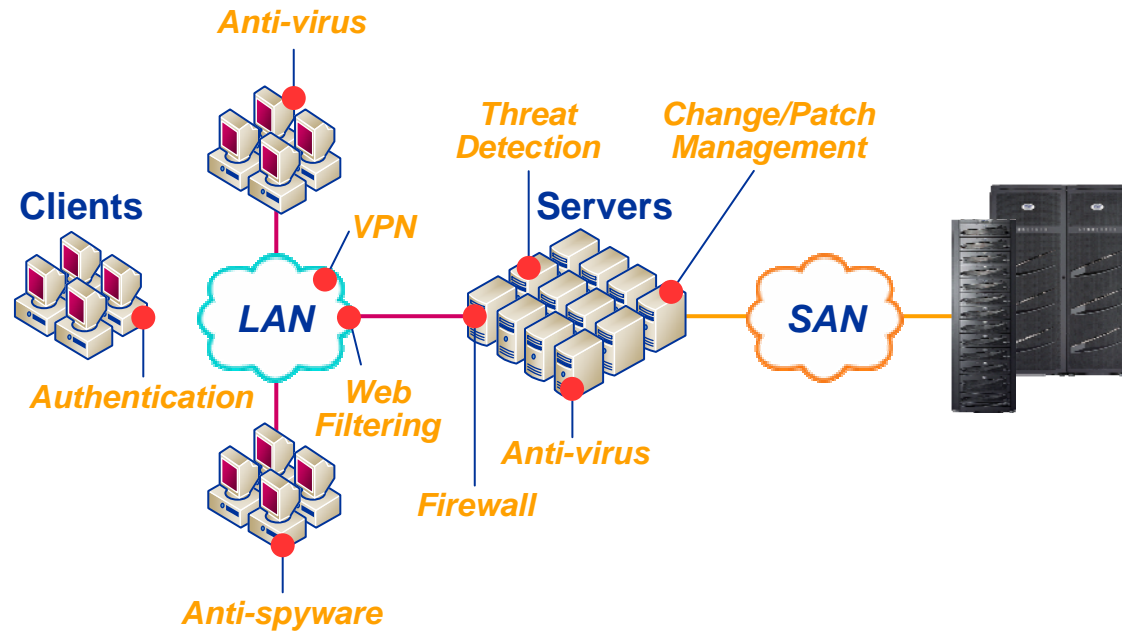 Anti-virus
Threat
Detection
Change/Patch
Management
Clients
VPN
Servers
LAN
SAN
Authentication
Web
Filtering
Anti-virus
Firewall
Anti-spyware